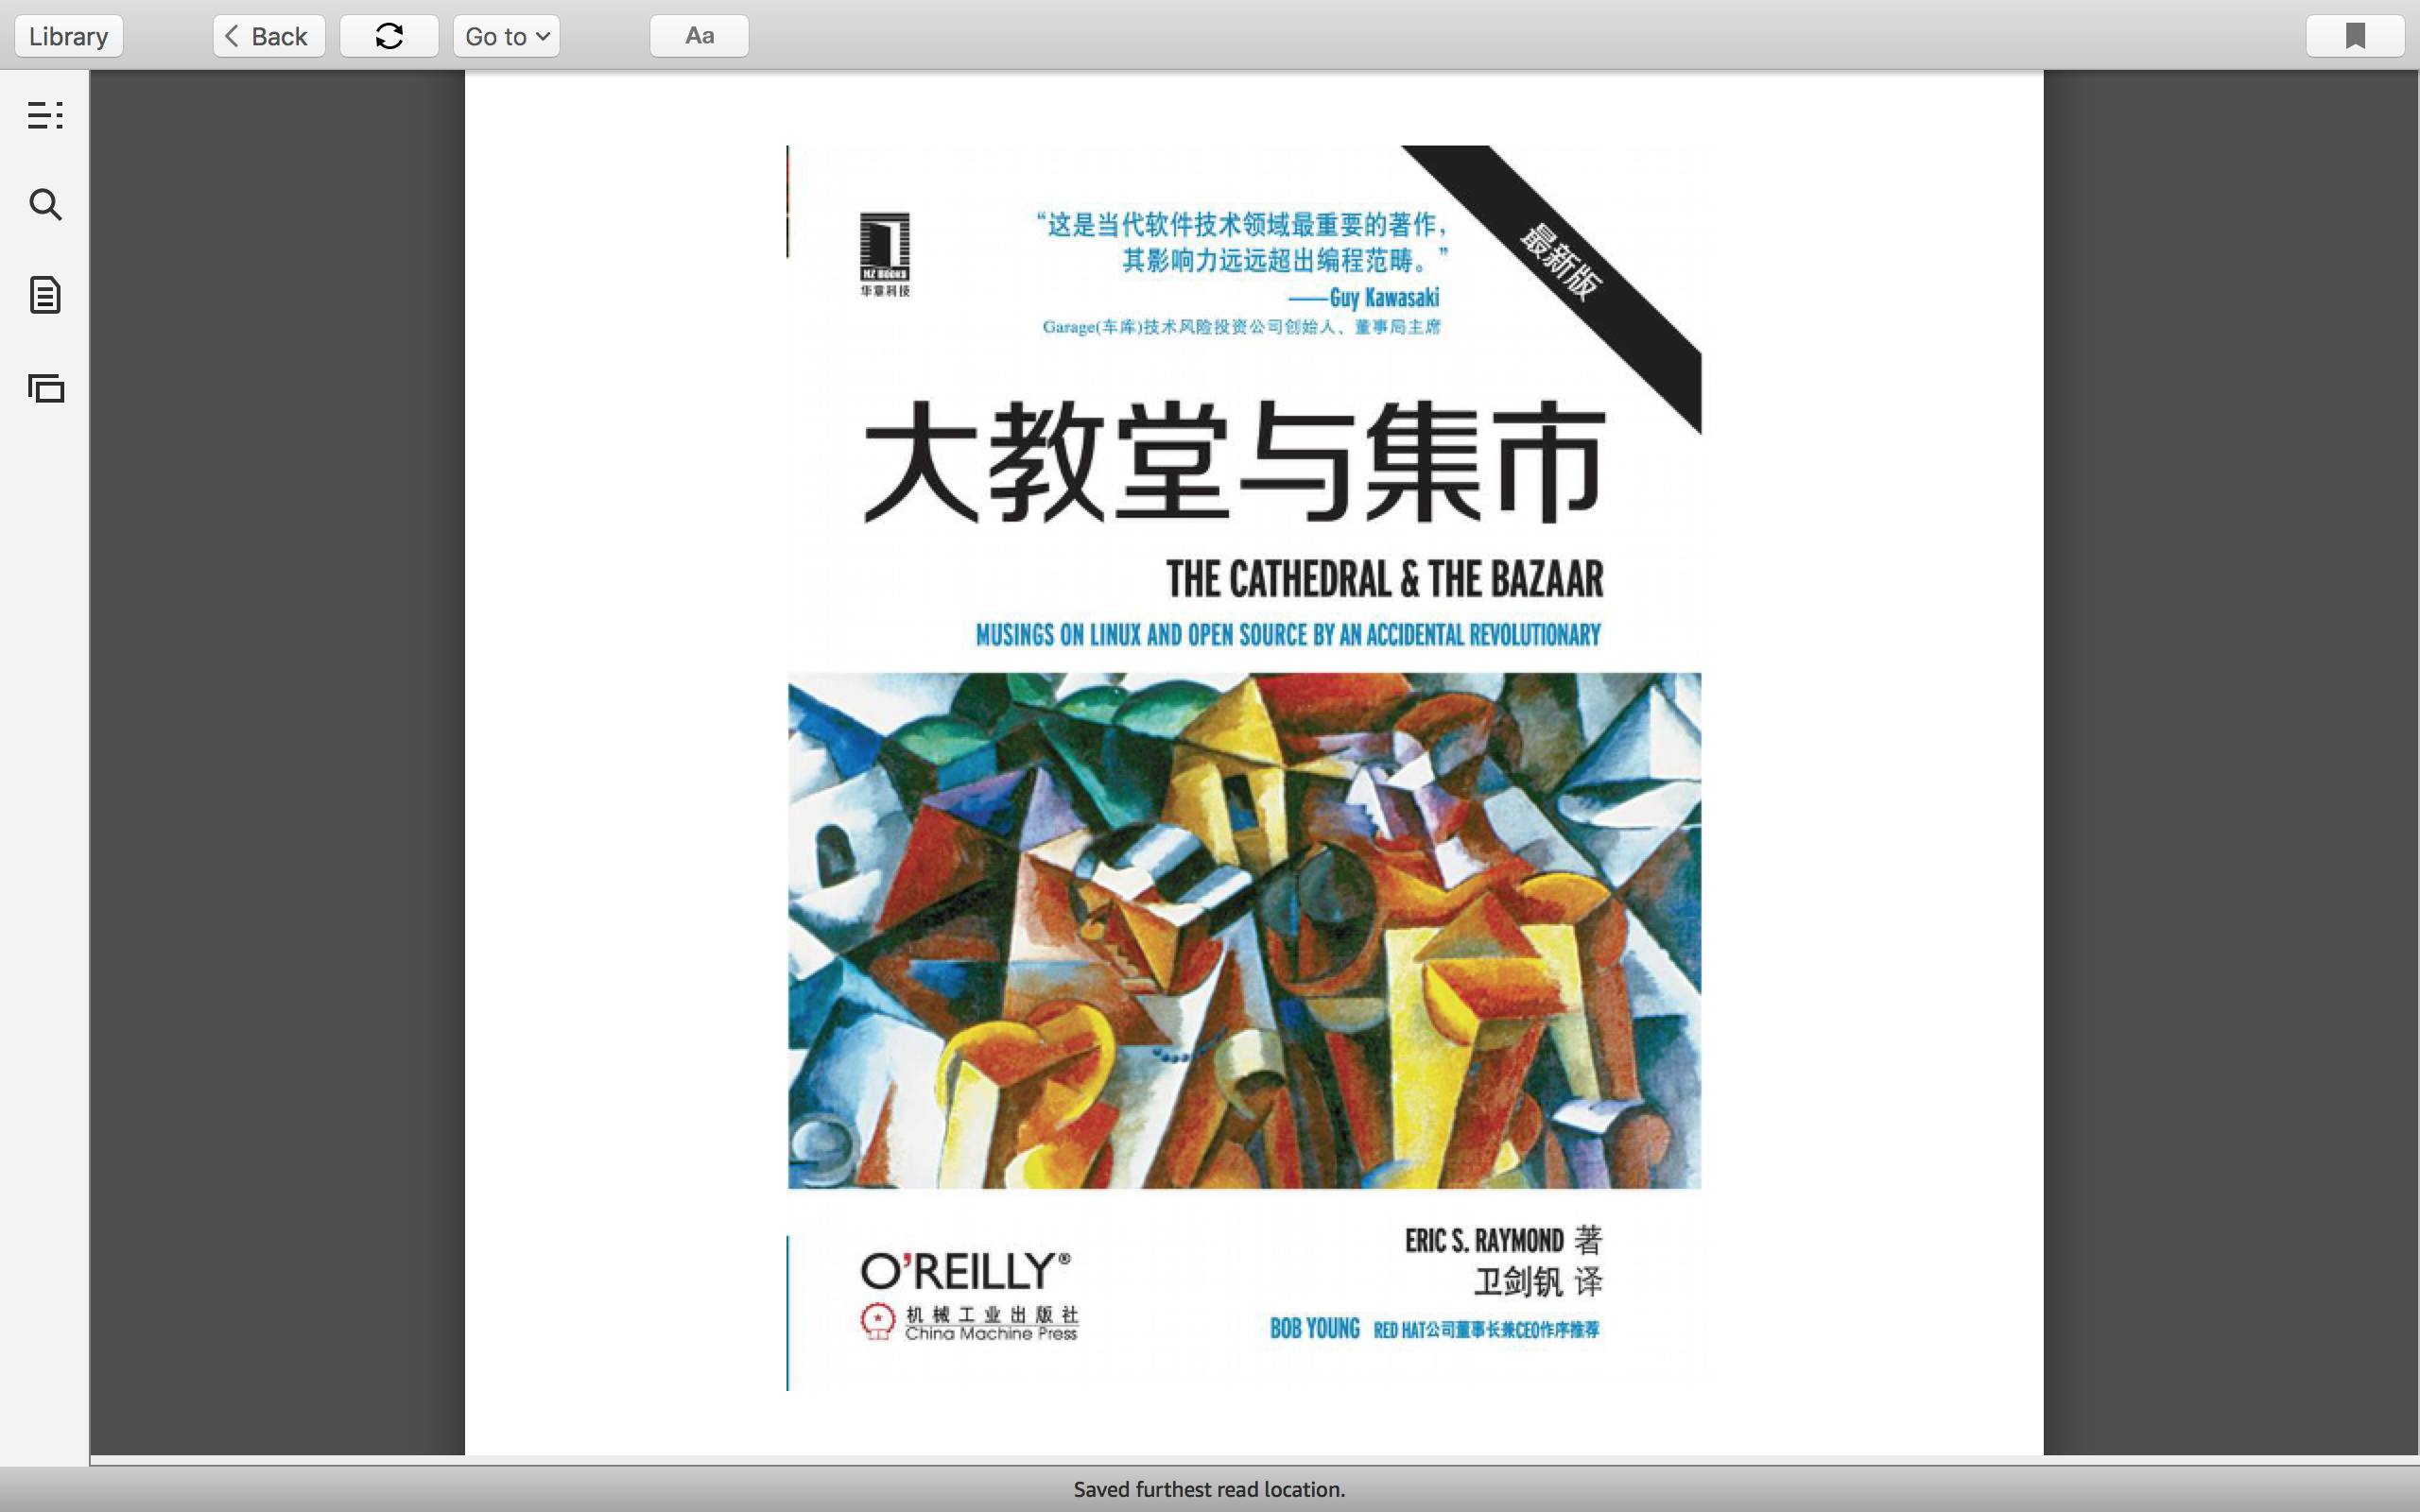 Library
Back
Go to
Aa
HZ BOOKS
华章科技
“这是当代软件技术领域最重要的著作，
其影响力远远超出编程范畴。”
——Guy Kawasaki
Garage(车库)技术风险投资公司创始人、董事局主席
最新版
大教堂与集市
THE CATHEDRAL & THE BAZAAR
MUSINGS ON LINUX AND OPEN SOURCE BY AN ACCIDENTAL REVOLUTIONARY
ERIC S. RAYMOND 著
卫剑钒 译
O'REILLY®
机械工业出版社
China Machine Press
BOB YOUNG RED HAT公司董事长兼CEO作序推荐
Saved furthest read location.